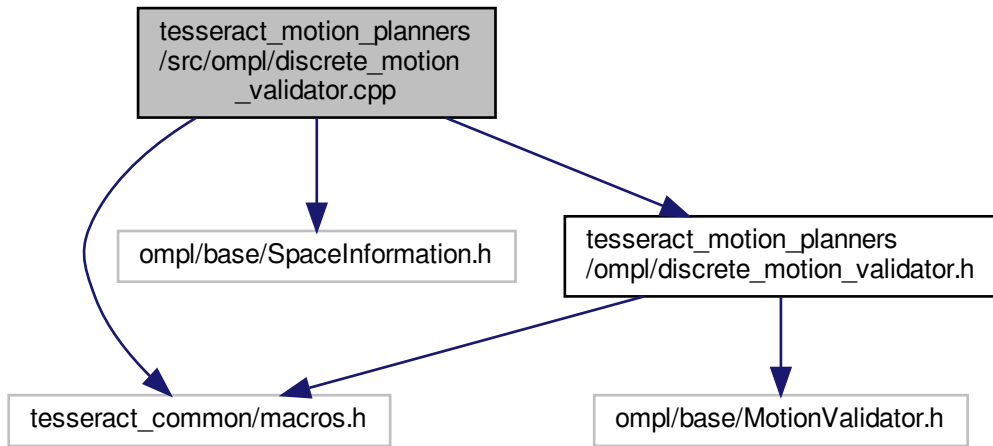 tesseract_motion_planners
/src/ompl/discrete_motion
_validator.cpp
ompl/base/SpaceInformation.h
tesseract_motion_planners
/ompl/discrete_motion_validator.h
tesseract_common/macros.h
ompl/base/MotionValidator.h